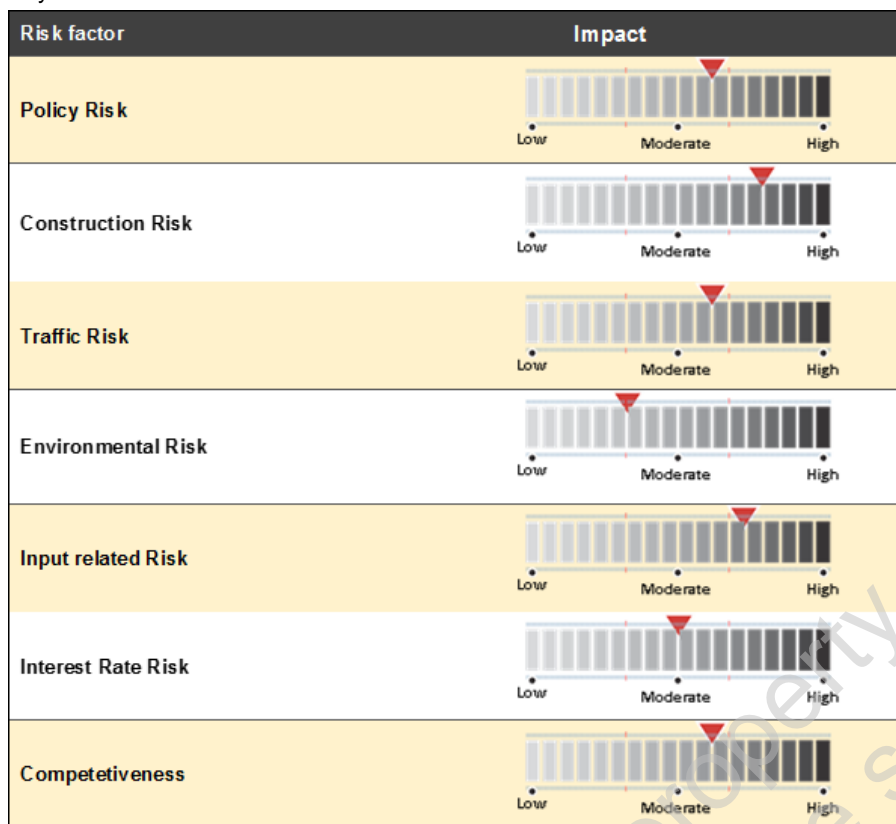 Risk factor Impact
Policy Risk
Low Moderate High
Construction Risk
Low Moderate High
Traffic Risk
Low Moderate High
Environmental Risk
Low Moderate High
Input related Risk
Low Moderate High
Interest Rate Risk
Low Moderate High
Competetiveness
Low Moderate High
property